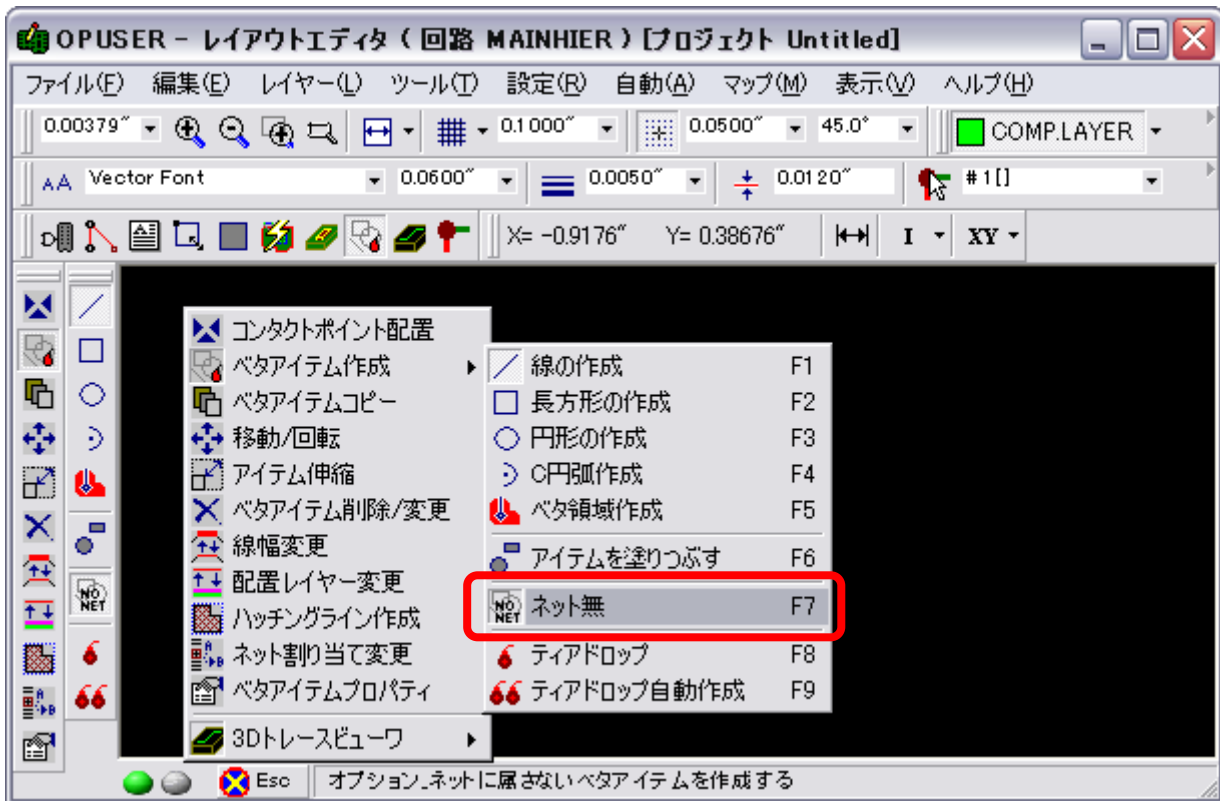 OPUSER - レイアウトエディタ ( 回路 MAINHIER ) [プロジェクト Untitled]
ファイル(F) 編集(E) レイヤー(L) ツール(T) 設定(R) 自動(A) マップ(M) 表示(V) ヘルプ(H)
0.00379" 0.1000" 0.0500" 45.0° COMP.LAYER
AA Vector Font 0.0600" 0.0050" 0.0120" #1[]
X= -0.9176" Y= 0.38676" I XY
コンタクトポイント配置
ベタアイテム作成
ベタアイテムコピー
移動/回転
アイテム伸縮
ベタアイテム削除/変更
線幅変更
配置レイヤー変更
ハッチングライン作成
ネット割り当て変更
ベタアイテムプロパティ
3Dトレースビューワ
線の作成 F1
長方形の作成 F2
円形の作成 F3
C円弧作成 F4
ベタ領域作成 F5
アイテムを塗りつぶす F6
NO NET ネット無 F7
ティアドロップ F8
ティアドロップ自動作成 F9
NO
NET
Esc オプション_ネットに属さないベタアイテムを作成する